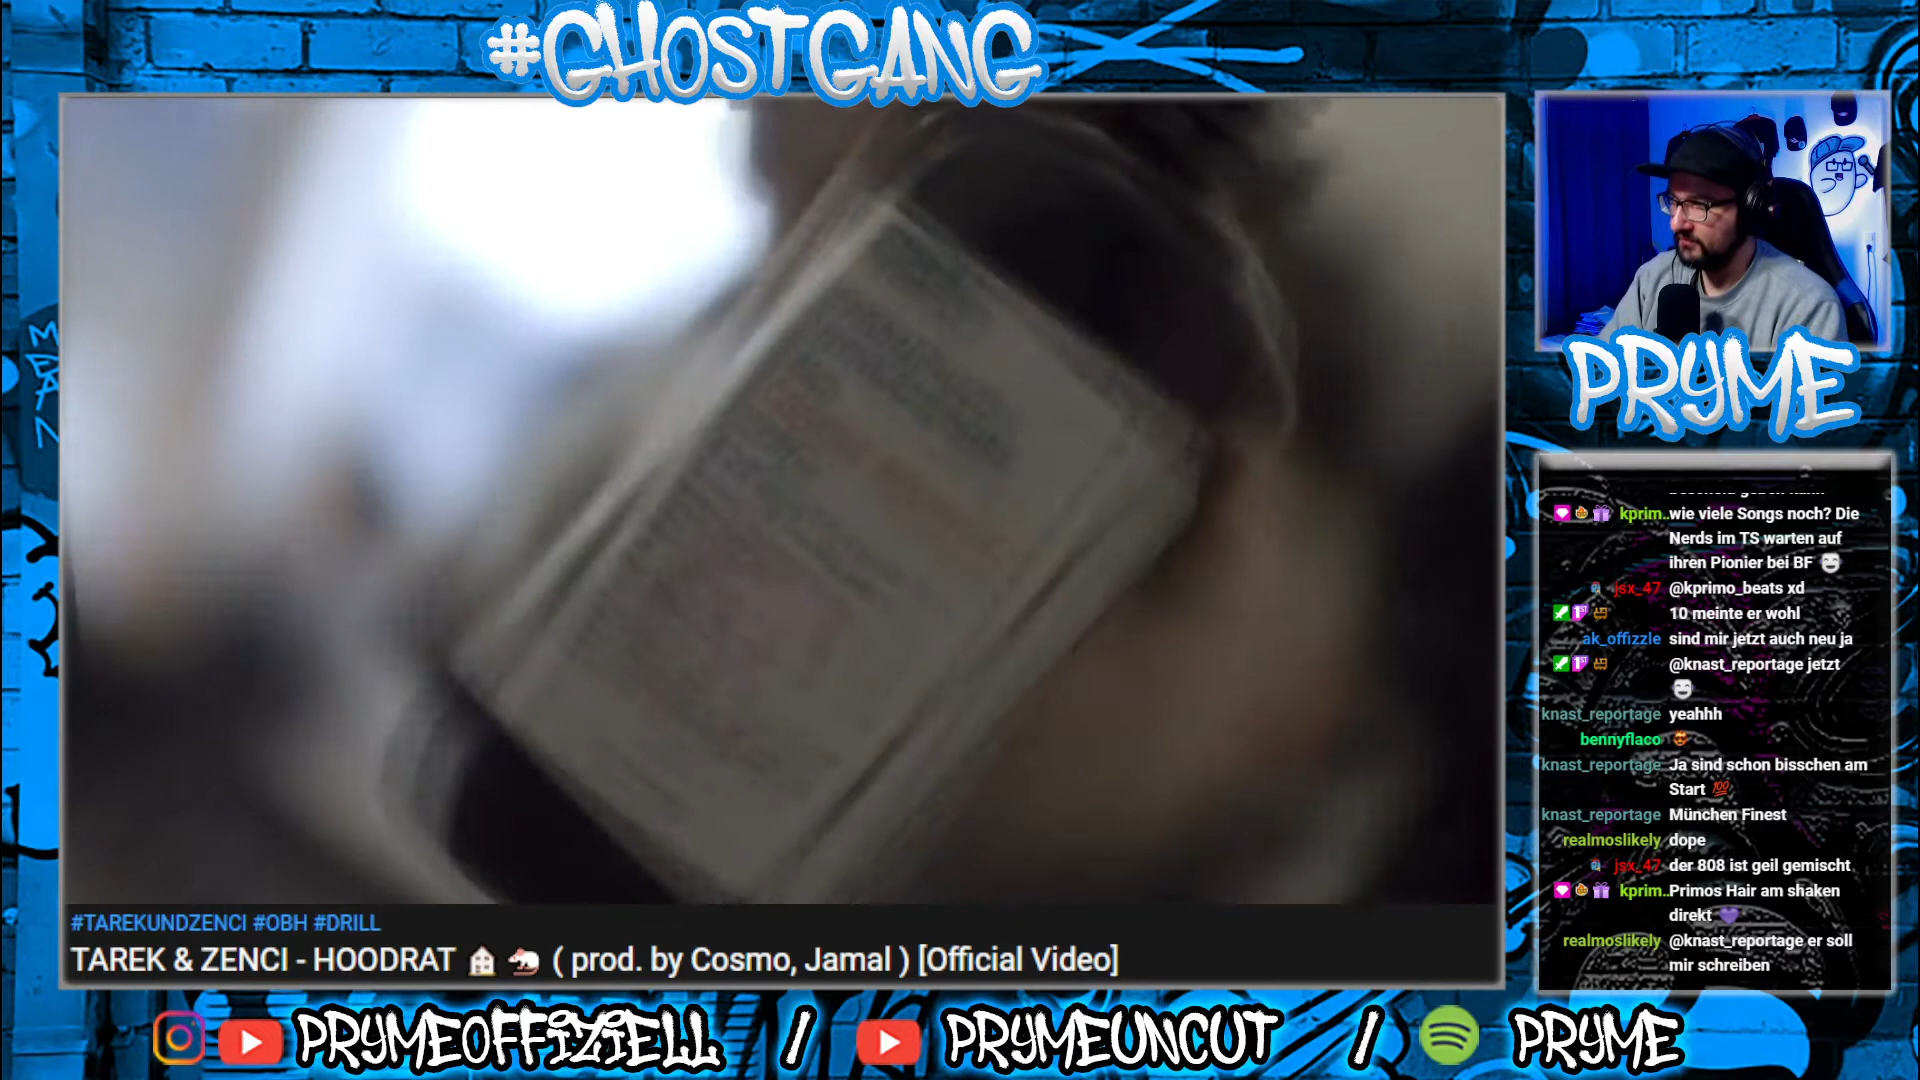 #GHOSTGANG
PRYME
kprim.. wie viele Songs noch? Die
Nerds im TS warten auf
ihren Pionier bei BF
jsx_47 @kprimo_beats xd
10 meinte er wohl
ak_offizzle sind mir jetzt auch neu ja
@knast_reportage jetzt
knast_reportage yeahhh
bennyflaco 😍
knast_reportage Ja sind schon bisschen am
Start 💯
knast_reportage München Finest
realmoslikely dope
jsx_47 der 808 ist geil gemischt
kprim.. Primos Hair am shaken
direkt 💜
realmoslikely @knast_reportage er soll
mir schreiben
#TAREKUNDZENCI #OBH #DRILL
TAREK & ZENCI - HOODRAT 🏠 🐀 ( prod. by Cosmo, Jamal ) [Official Video]
PRYMEOFFIZIELL / PRYMEUNCUT / PRYME